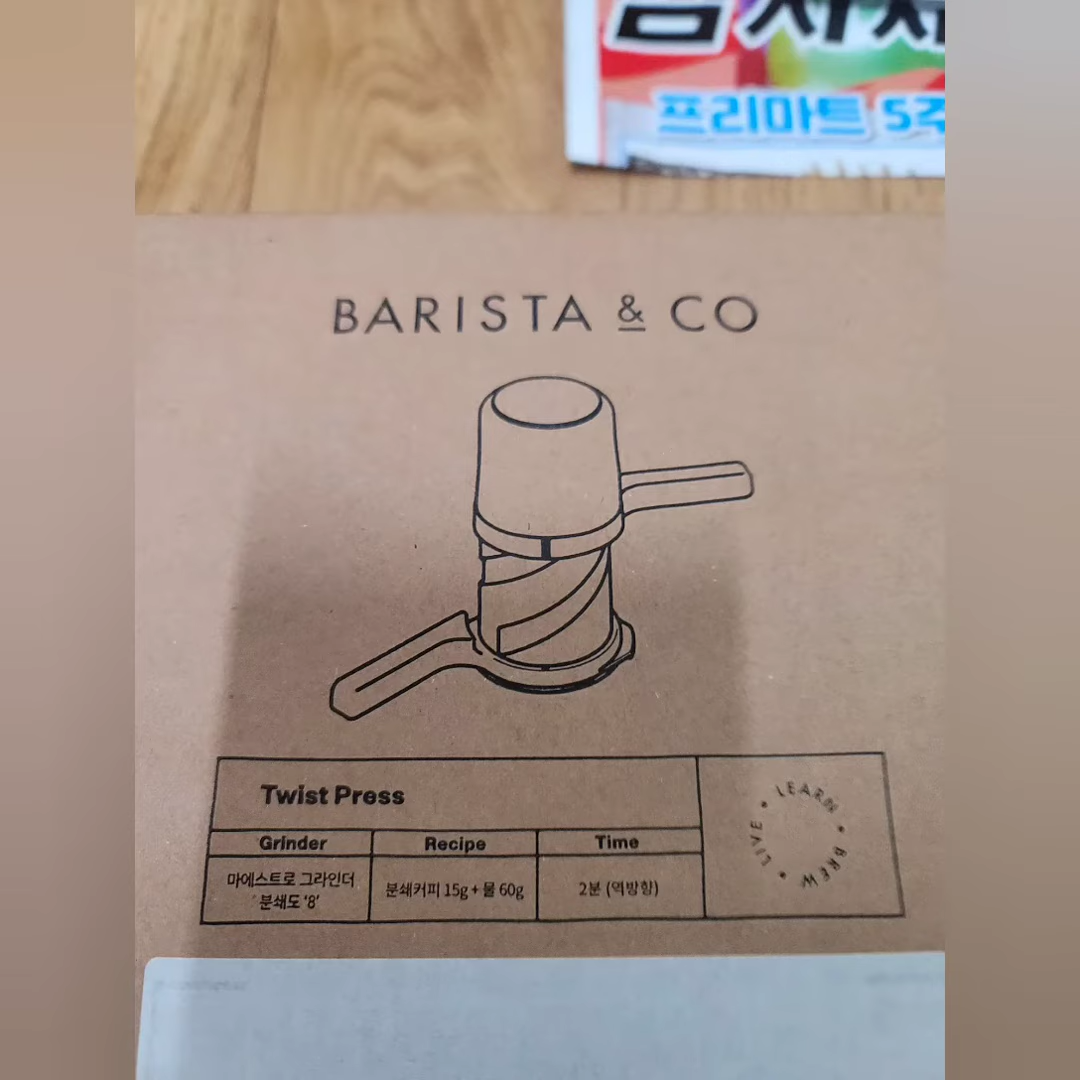 프리마트 5주
BARISTA & CO
Twist Press
Grinder
Recipe
Time
마에스트로 그라인더
분쇄도 '8'
분쇄커피 15g + 물 60g
2분 (역방향)
LEARN • BREW • LIVE •